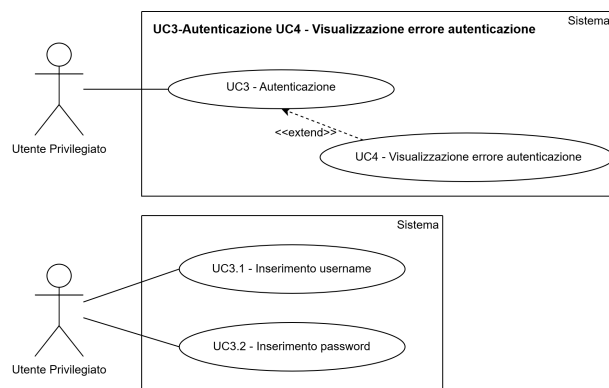 Sistema
UC3-Autenticazione UC4 - Visualizzazione errore autenticazione
UC3 - Autenticazione
<<extend>>
Utente Privilegiato
UC4 - Visualizzazione errore autenticazione
Sistema
UC3.1 - Inserimento username
UC3.2 - Inserimento password
Utente Privilegiato